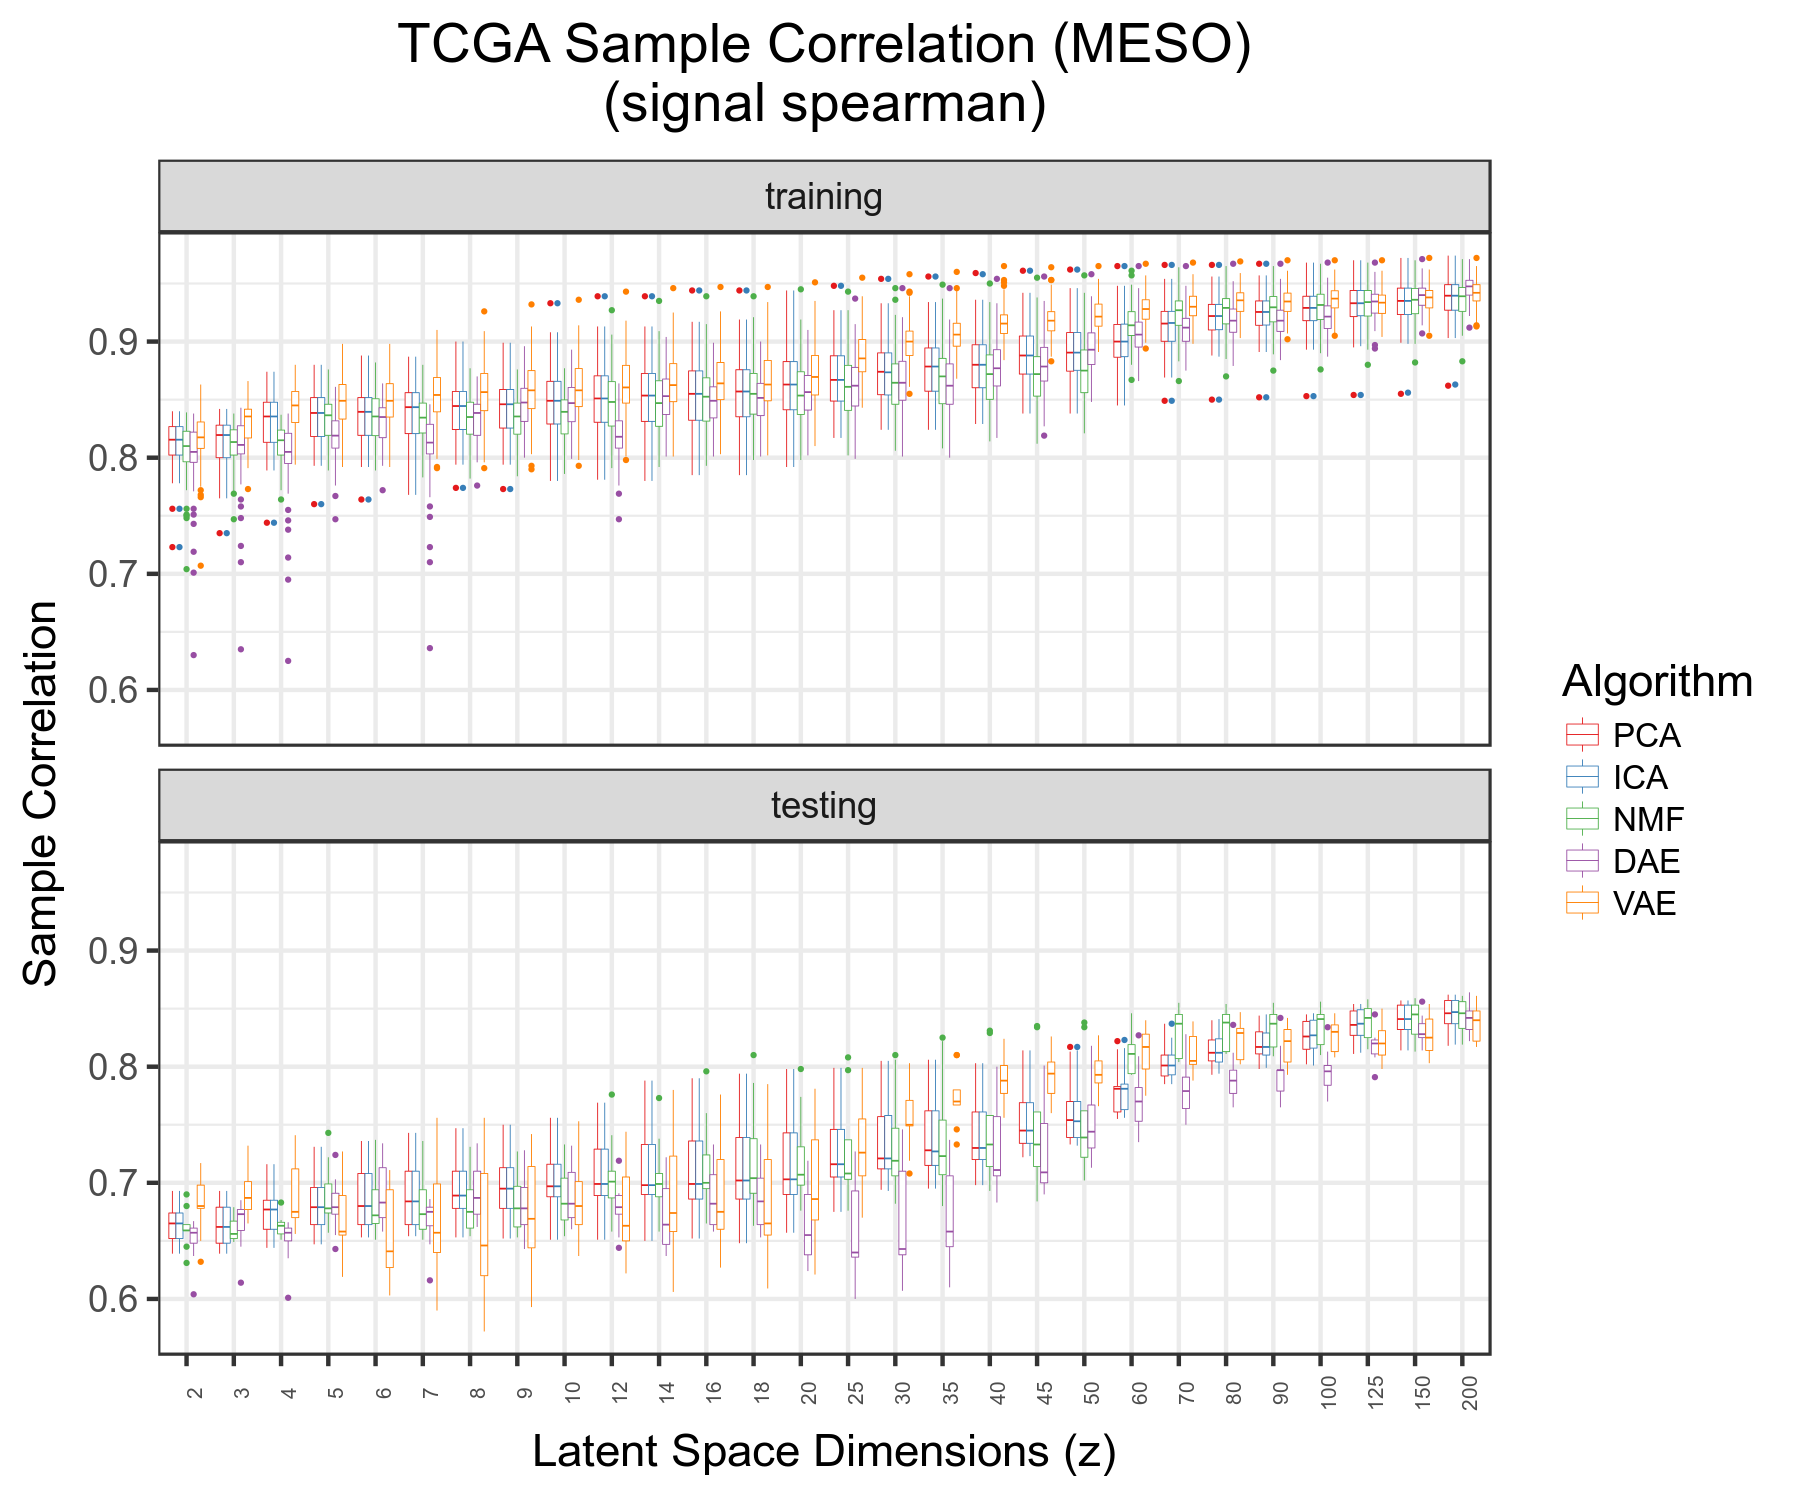 TCGA Sample Correlation (MESO)
(signal spearman)
training
0.9
0.8
0.7
0.6
testing
0.9
0.8
0.7
0.6
Sample Correlation
2 3 4 5 6 7 8 9 10 12 14 16 18 20 25 30 35 40 45 50 60 70 80 90 100 125 150 200
Latent Space Dimensions (z)
Algorithm
PCA
ICA
NMF
DAE
VAE